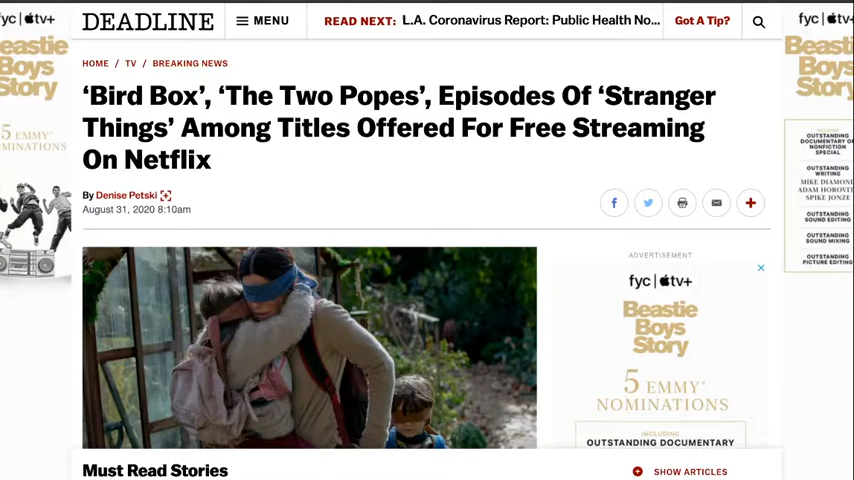 fyc | tv+
DEADLINE
MENU
READ NEXT: L.A. Coronavirus Report: Public Health No...
Got A Tip?
fyc | tv+
Beastie
Boys
Story
5 EMMY
NOMINATIONS
HOME / TV / BREAKING NEWS
‘Bird Box’, ‘The Two Popes’, Episodes Of ‘Stranger
Things’ Among Titles Offered For Free Streaming
On Netflix
By Denise Petski
August 31, 2020 8:10am
Beastie
Boys
Story
OUTSTANDING
DOCUMENTARY OR
NONFICTION
SPECIAL
OUTSTANDING
WRITING
MIKE DIAMOND
ADAM HOROVITZ
SPIKE JONZE
OUTSTANDING
SOUND EDITING
OUTSTANDING
SOUND MIXING
OUTSTANDING
PICTURE EDITING
ADVERTISEMENT
fyc | tv+
Beastie
Boys
Story
5 EMMY®
NOMINATIONS
INCLUDING
OUTSTANDING DOCUMENTARY
Must Read Stories
SHOW ARTICLES